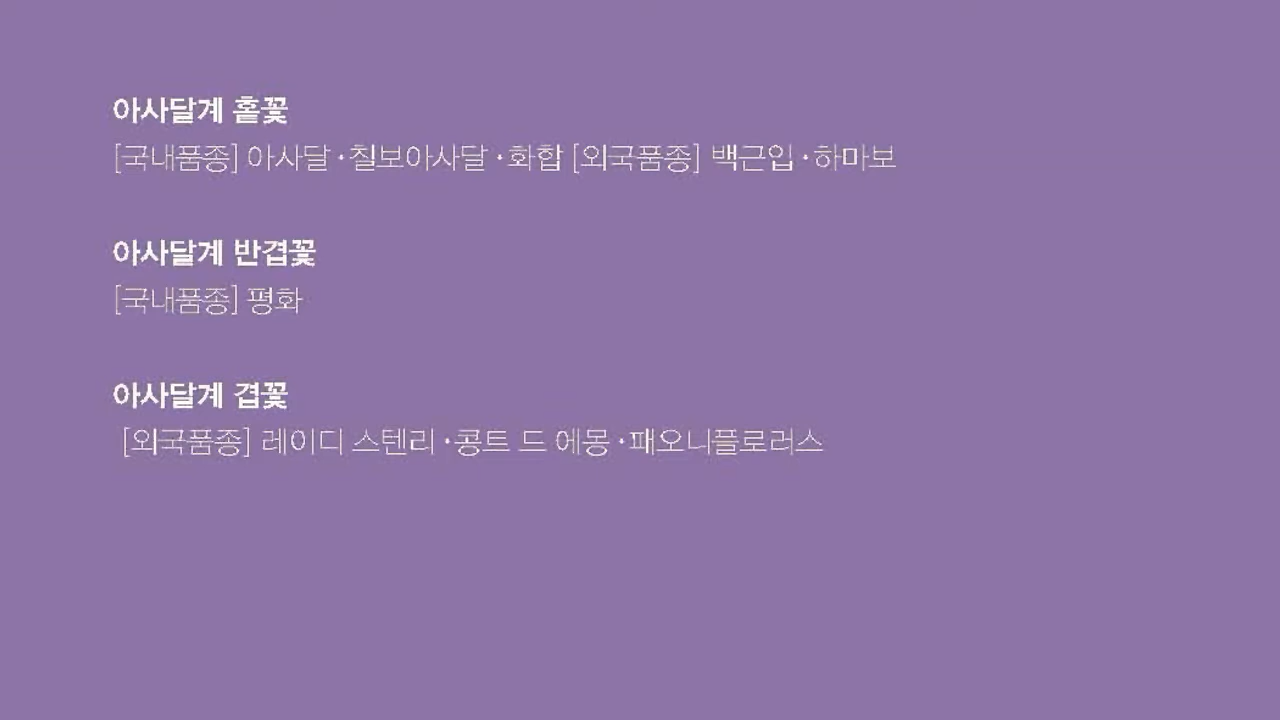 아사달계 홑꽃
[국내품종] 아사달·칠보아사달·화합 [외국품종] 백근입·하마보
아사달계 반겹꽃
[국내품종] 평화
아사달계 겹꽃
[외국품종] 레이디 스텐리·콩트 드 에몽·패오니플로러스